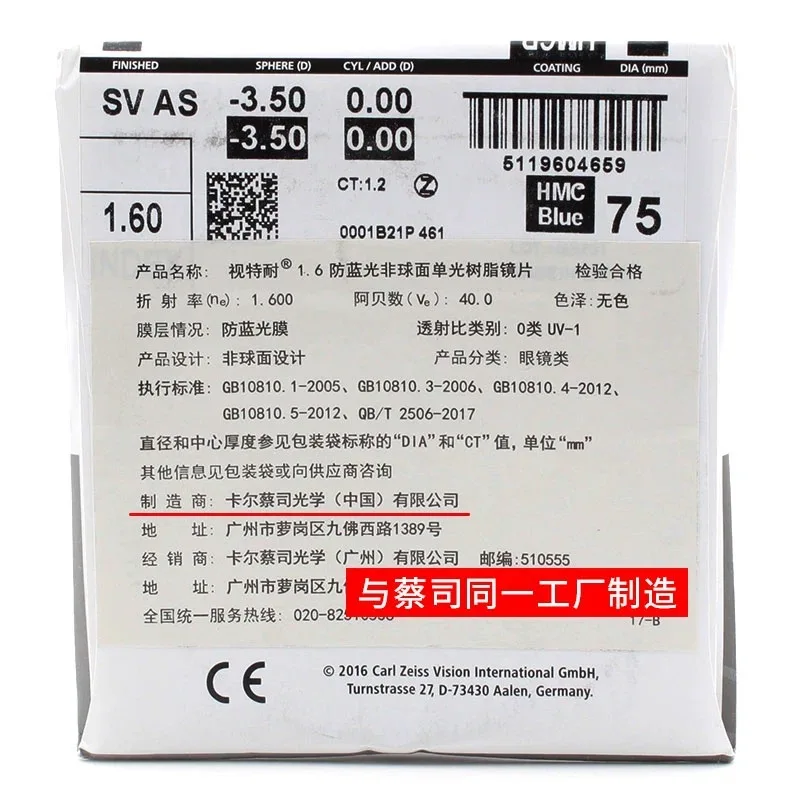 FINISHED SPHERE (D) CYL / ADD (D) COATING DIA (mm)
SV AS -3.50 0.00
-3.50 0.00
5119604659
CT:1.2 Z HMC
Blue 75
1.60
0001B21P 461
产品名称: 视特耐® 1.6 防蓝光非球面单光树脂镜片 检验合格
折 射 率(ne): 1.600 阿贝数(Ve): 40.0 色泽:无色
膜层情况: 防蓝光膜 透射比类别: 0类 UV-1
产品设计: 非球面设计 产品分类: 眼镜类
执行标准: GB10810.1-2005、GB10810.3-2006、GB10810.4-2012、
GB10810.5-2012、QB/T 2506-2017
直径和中心厚度参见包装袋标称的“DIA”和“CT”值, 单位“mm”
其他信息见包装袋或向供应商咨询
制 造 商: 卡尔蔡司光学（中国）有限公司
地 址: 广州市萝岗区九佛西路1389号
经 销 商: 卡尔蔡司光学（广州）有限公司 邮编:510555
地 址: 广州市萝岗区九
与蔡司同一工厂制造
全国统一服务热线: 020-82
17-B
CE © 2016 Carl Zeiss Vision International GmbH,
Turnstrasse 27, D-73430 Aalen, Germany.